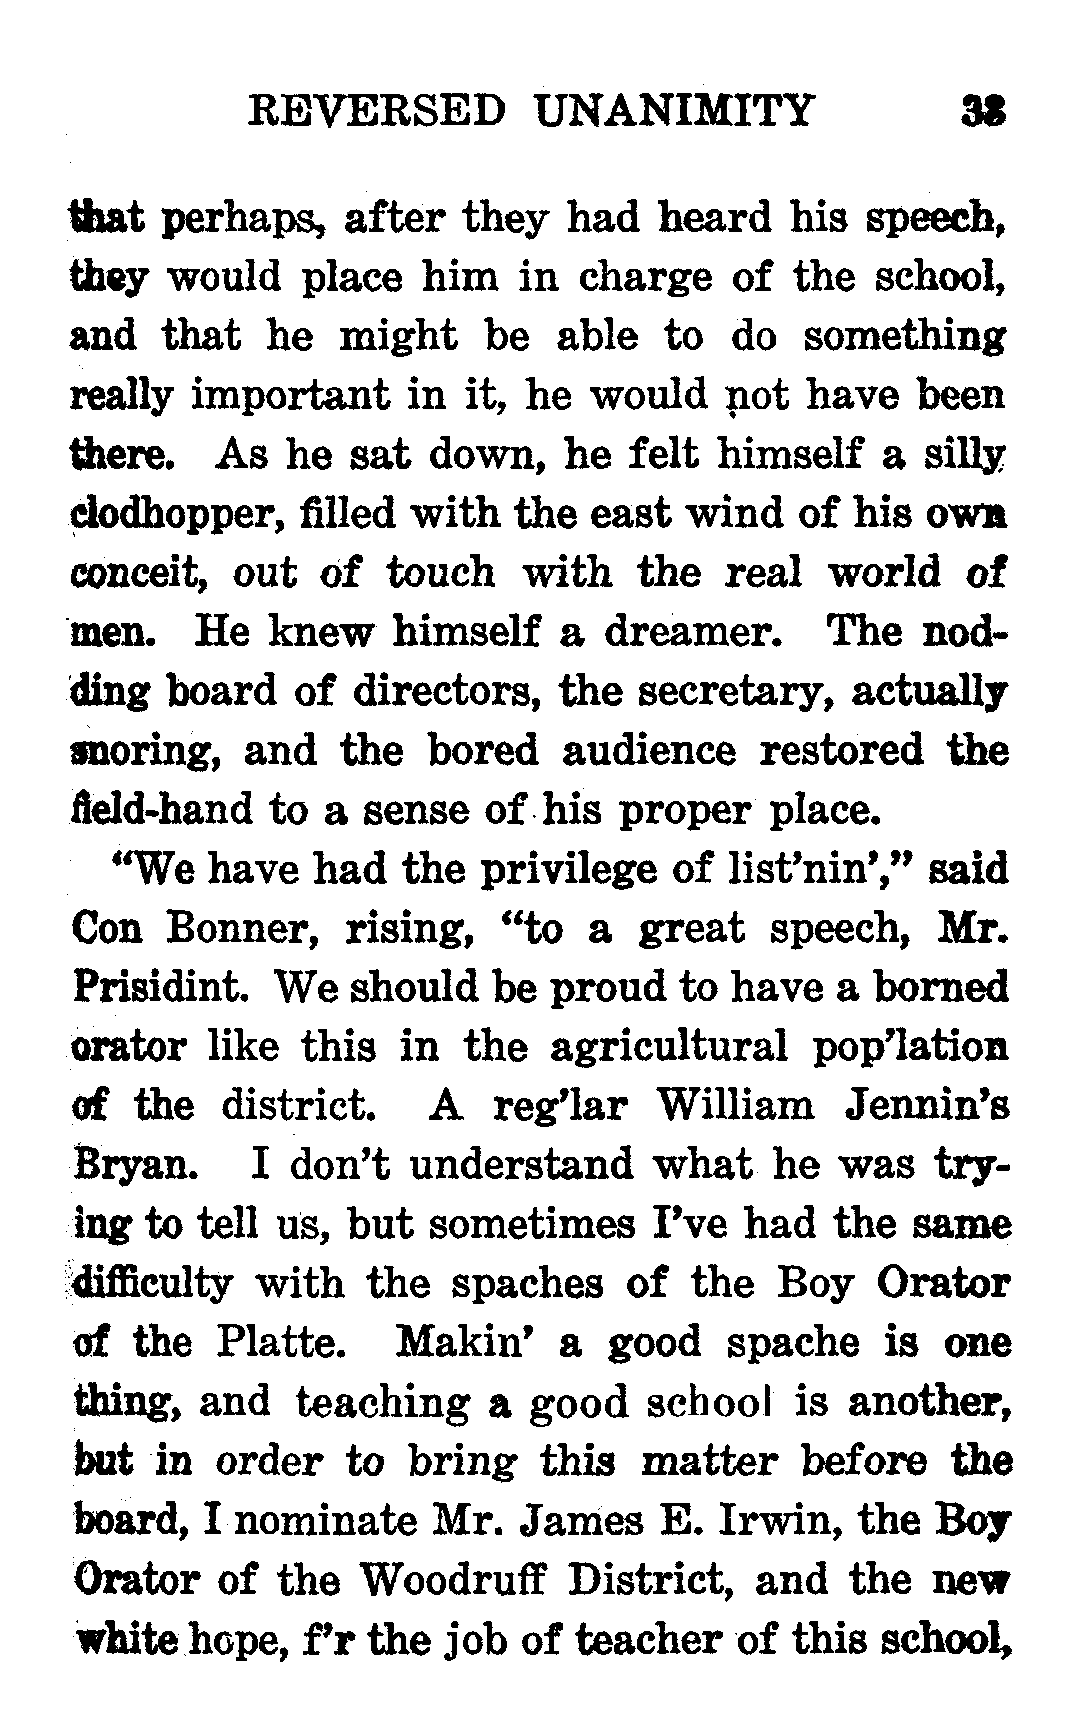 REVERSED UNANIMITY 33
that perhaps, after they had heard his speech,
they would place him in charge of the school,
and that he might be able to do something
really important in it, he would not have been
there. As he sat down, he felt himself a silly
clodhopper, filled with the east wind of his own
conceit, out of touch with the real world of
men. He knew himself a dreamer. The nod-
ding board of directors, the secretary, actually
snoring, and the bored audience restored the
field-hand to a sense of his proper place.
“We have had the privilege of list’nin’,” said
Con Bonner, rising, “to a great speech, Mr.
Prisidint. We should be proud to have a borned
orator like this in the agricultural pop’lation
of the district. A reg’lar William Jennin’s
Bryan. I don’t understand what he was try-
ing to tell us, but sometimes I’ve had the same
difficulty with the spaches of the Boy Orator
of the Platte. Makin’ a good spache is one
thing, and teaching a good school is another,
but in order to bring this matter before the
board, I nominate Mr. James E. Irwin, the Boy
Orator of the Woodruff District, and the new
white hope, f’r the job of teacher of this school,